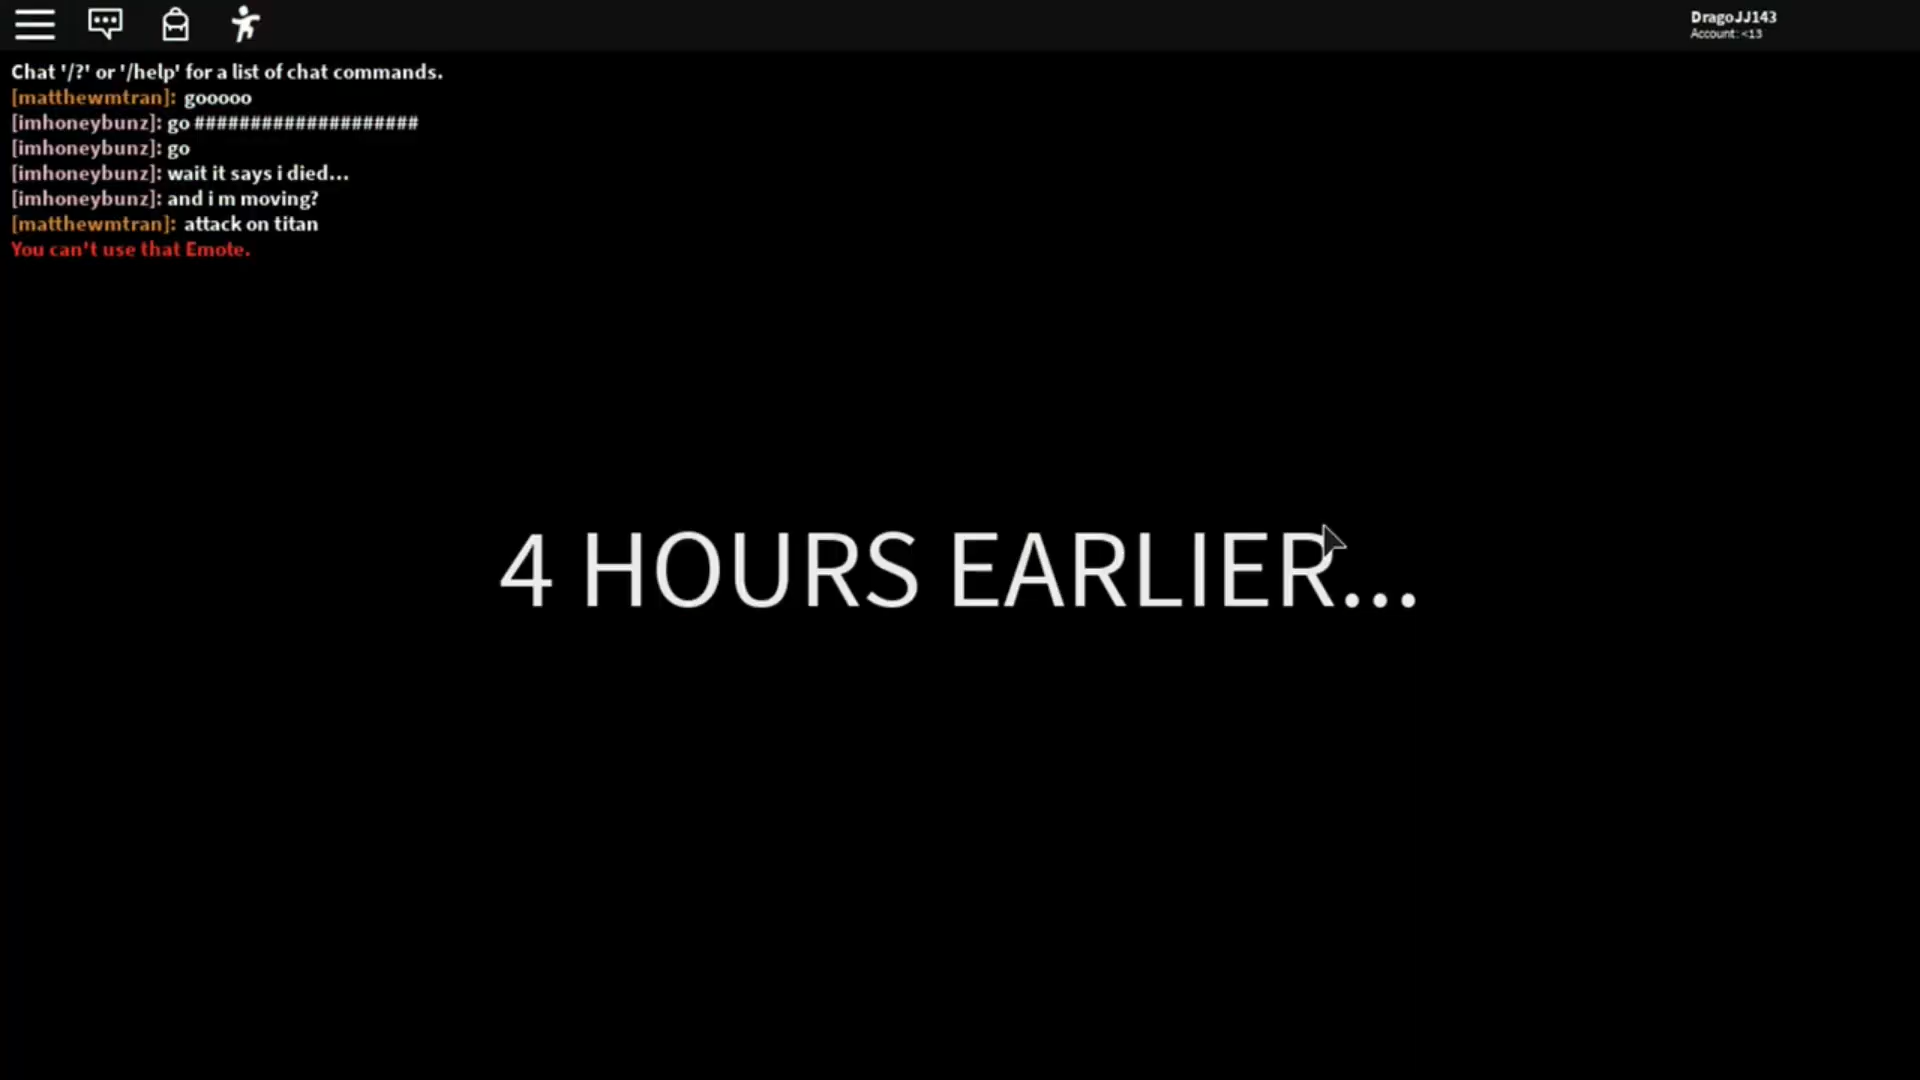 DragoJJ143
Account: <13
Chat '/?' or '/help' for a list of chat commands.
[matthewmtran]: gooooo
[imhoneybunz]: go ####################
[imhoneybunz]: go
[imhoneybunz]: wait it says i died...
[imhoneybunz]: and i m moving?
[matthewmtran]: attack on titan
You can't use that Emote.
4 HOURS EARLIER...